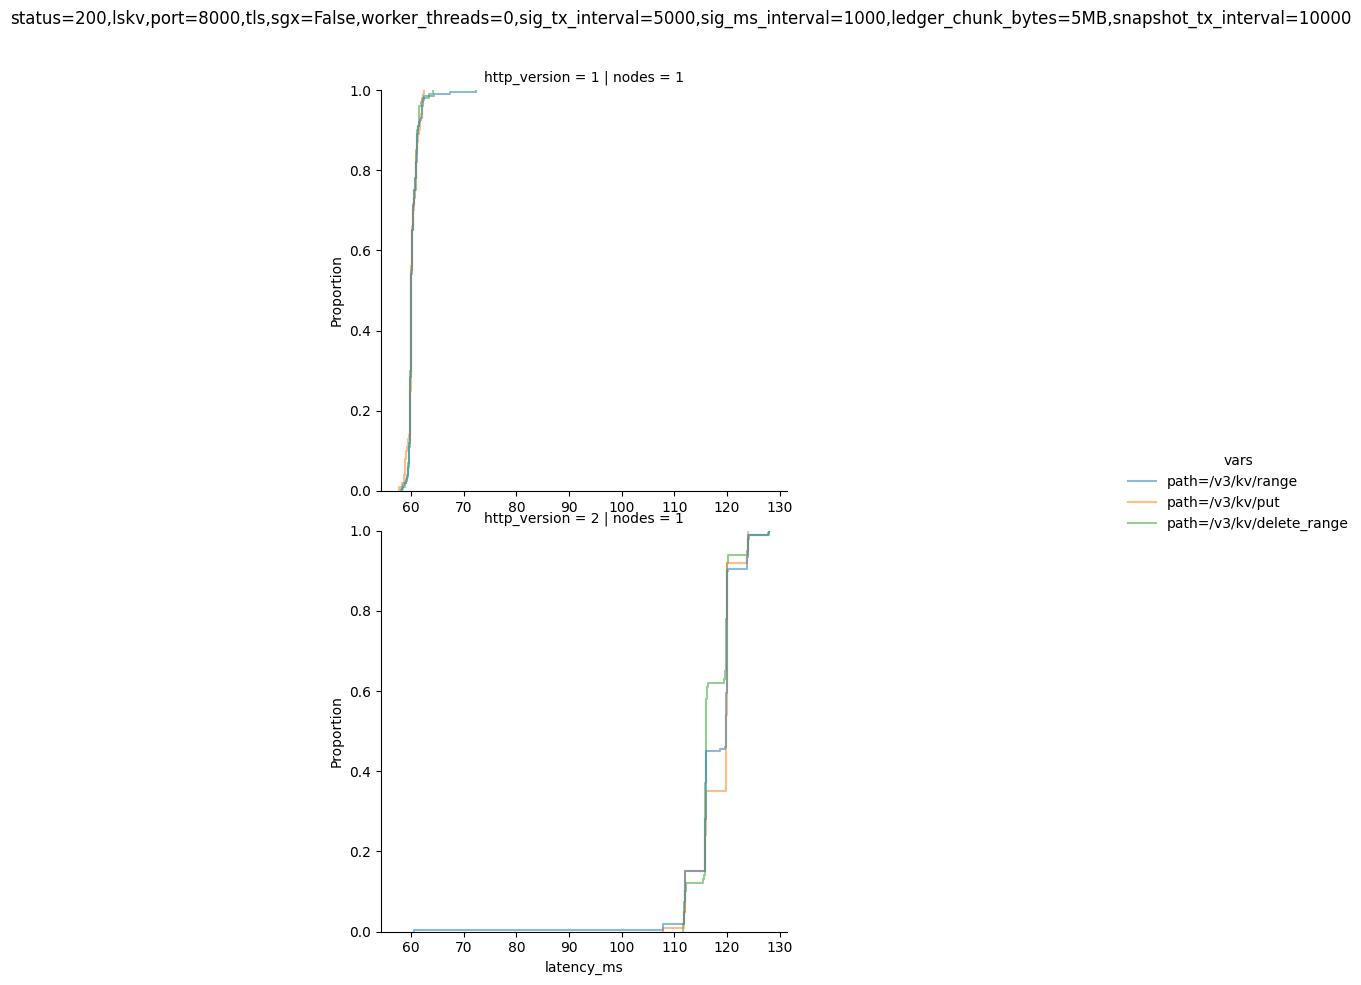 status=200,lskv,port=8000,tls,sgx=False,worker_threads=0,sig_tx_interval=5000,sig_ms_interval=1000,ledger_chunk_bytes=5MB,snapshot_tx_interval=10000
http_version = 1 | nodes = 1
1.0
0.8
0.6
0.4
0.2
0.0
Proportion
60 70 80 90 100 110 120 130
http_version = 2 | nodes = 1
1.0
0.8
0.6
0.4
0.2
0.0
Proportion
60 70 80 90 100 110 120 130
latency_ms
vars
path=/v3/kv/range
path=/v3/kv/put
path=/v3/kv/delete_range